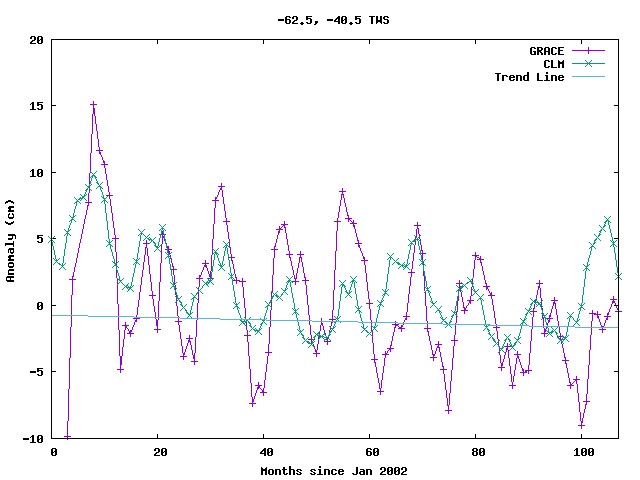 -62.5, -40.5 TWS
20
15
10
5
0
-5
-10
Anomaly (cm)
GRACE
CLM
Trend Line
0 20 40 60 80 100
Months since Jan 2002